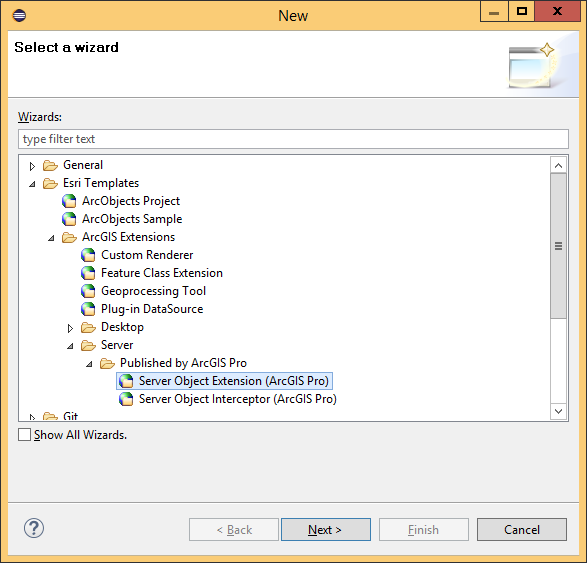 New
Select a wizard
Wizards:
type filter text
General
Esri Templates
ArcObjects Project
ArcObjects Sample
ArcGIS Extensions
Custom Renderer
Feature Class Extension
Geoprocessing Tool
Plug-in DataSource
Desktop
Server
Published by ArcGIS Pro
Server Object Extension (ArcGIS Pro)
Server Object Interceptor (ArcGIS Pro)
Git
Show All Wizards.
? < Back Next > Finish Cancel